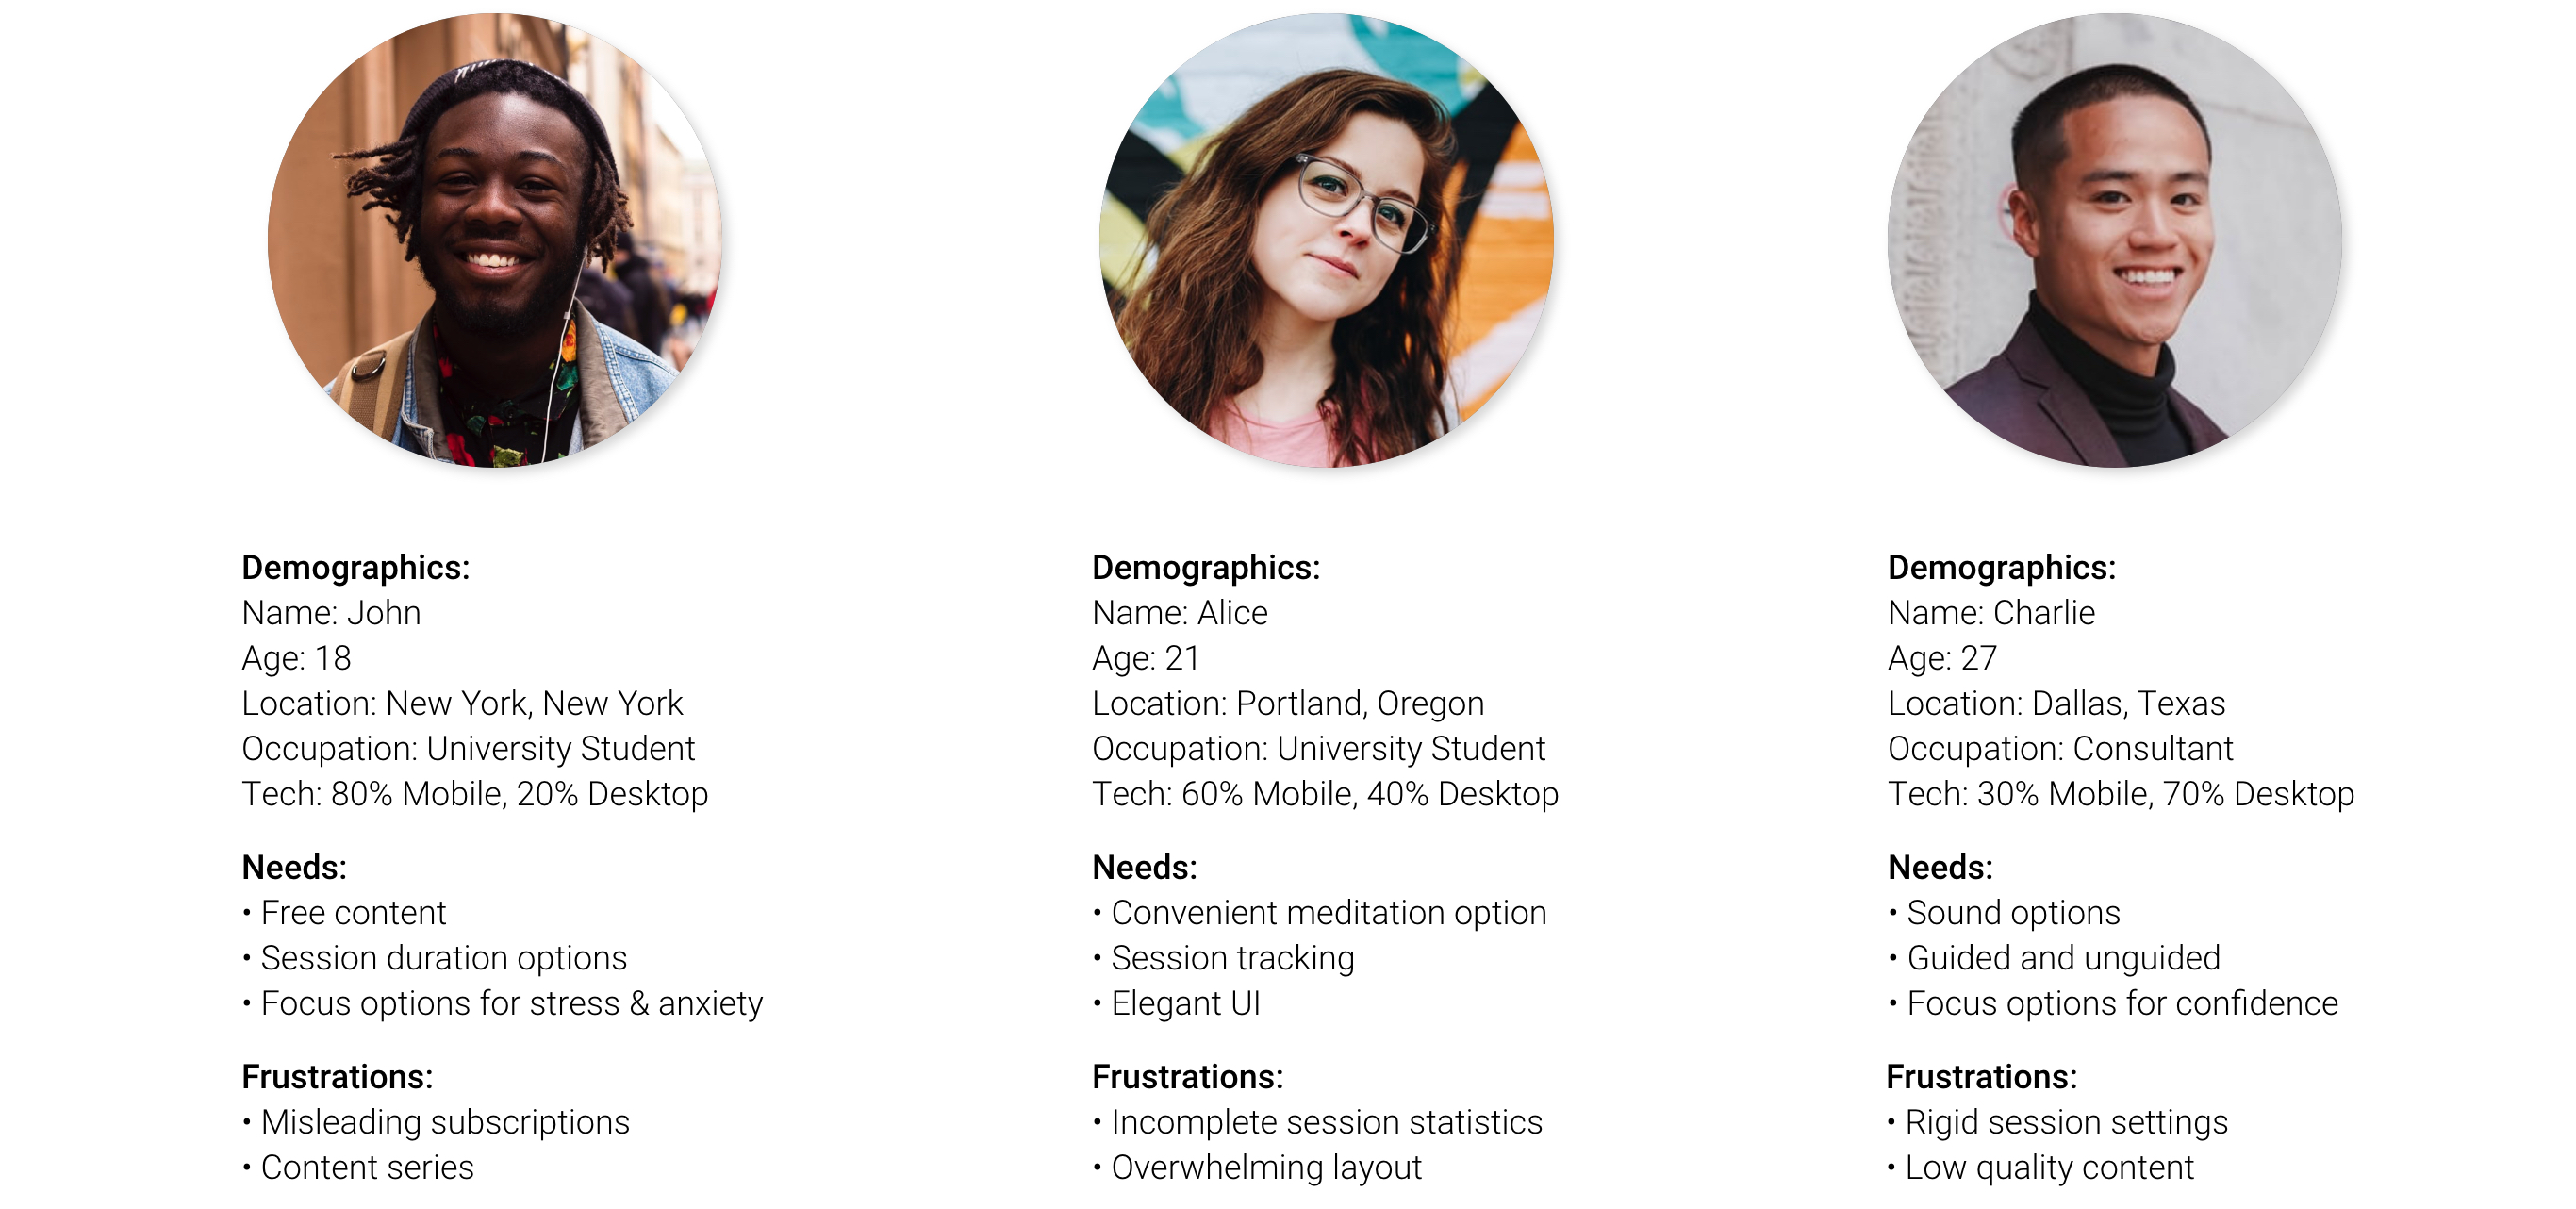 Demographics:
Name: John
Age: 18
Location: New York, New York
Occupation: University Student
Tech: 80% Mobile, 20% Desktop
Needs:
• Free content
• Session duration options
• Focus options for stress & anxiety
Frustrations:
• Misleading subscriptions
• Content series
Demographics:
Name: Alice
Age: 21
Location: Portland, Oregon
Occupation: University Student
Tech: 60% Mobile, 40% Desktop
Needs:
• Convenient meditation option
• Session tracking
• Elegant UI
Frustrations:
• Incomplete session statistics
• Overwhelming layout
Demographics:
Name: Charlie
Age: 27
Location: Dallas, Texas
Occupation: Consultant
Tech: 30% Mobile, 70% Desktop
Needs:
• Sound options
• Guided and unguided
• Focus options for confidence
Frustrations:
• Rigid session settings
• Low quality content